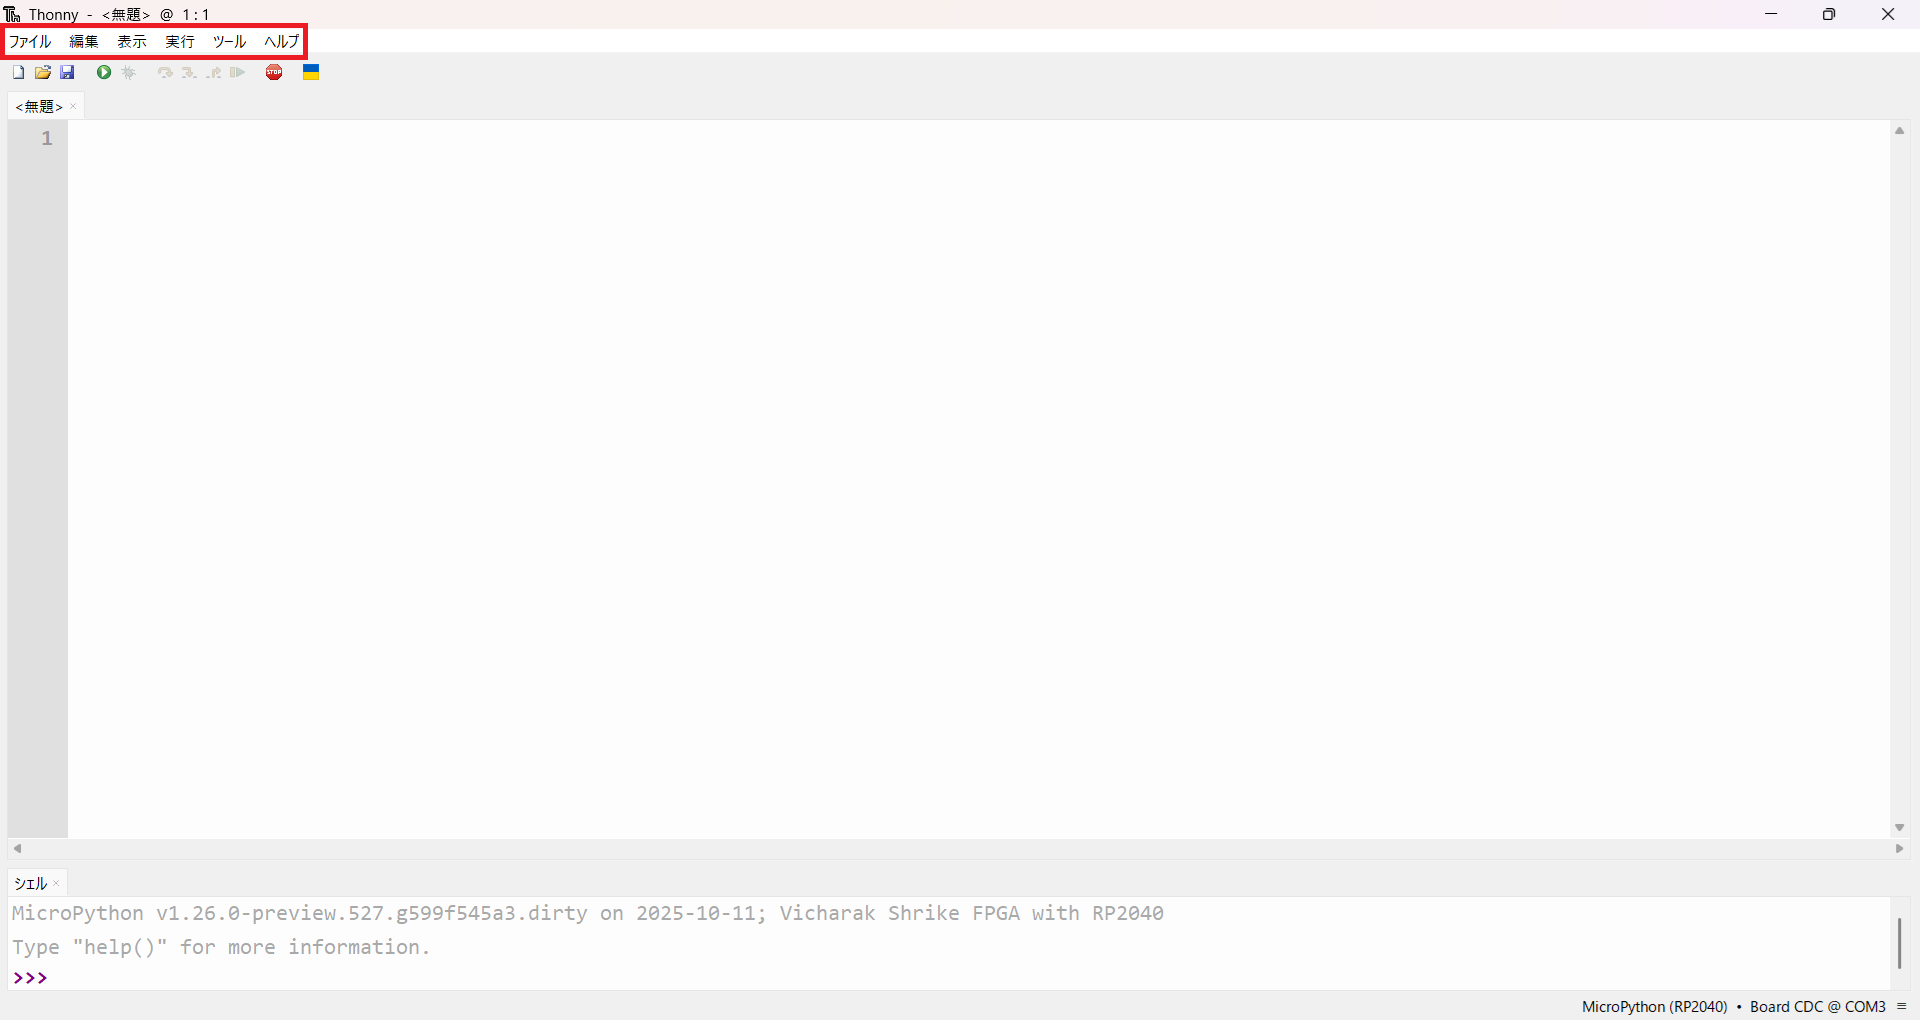 Thonny - <無題> @ 1:1
ファイル 編集 表示 実行 ツール ヘルプ
STOP
<無題> ×
1
シェル ×
MicroPython v1.26.0-preview.527.g599f545a3.dirty on 2025-10-11; Vicharak Shrike FPGA with RP2040
Type "help()" for more information.
>>>
MicroPython (RP2040) • Board CDC @ COM3 ≡